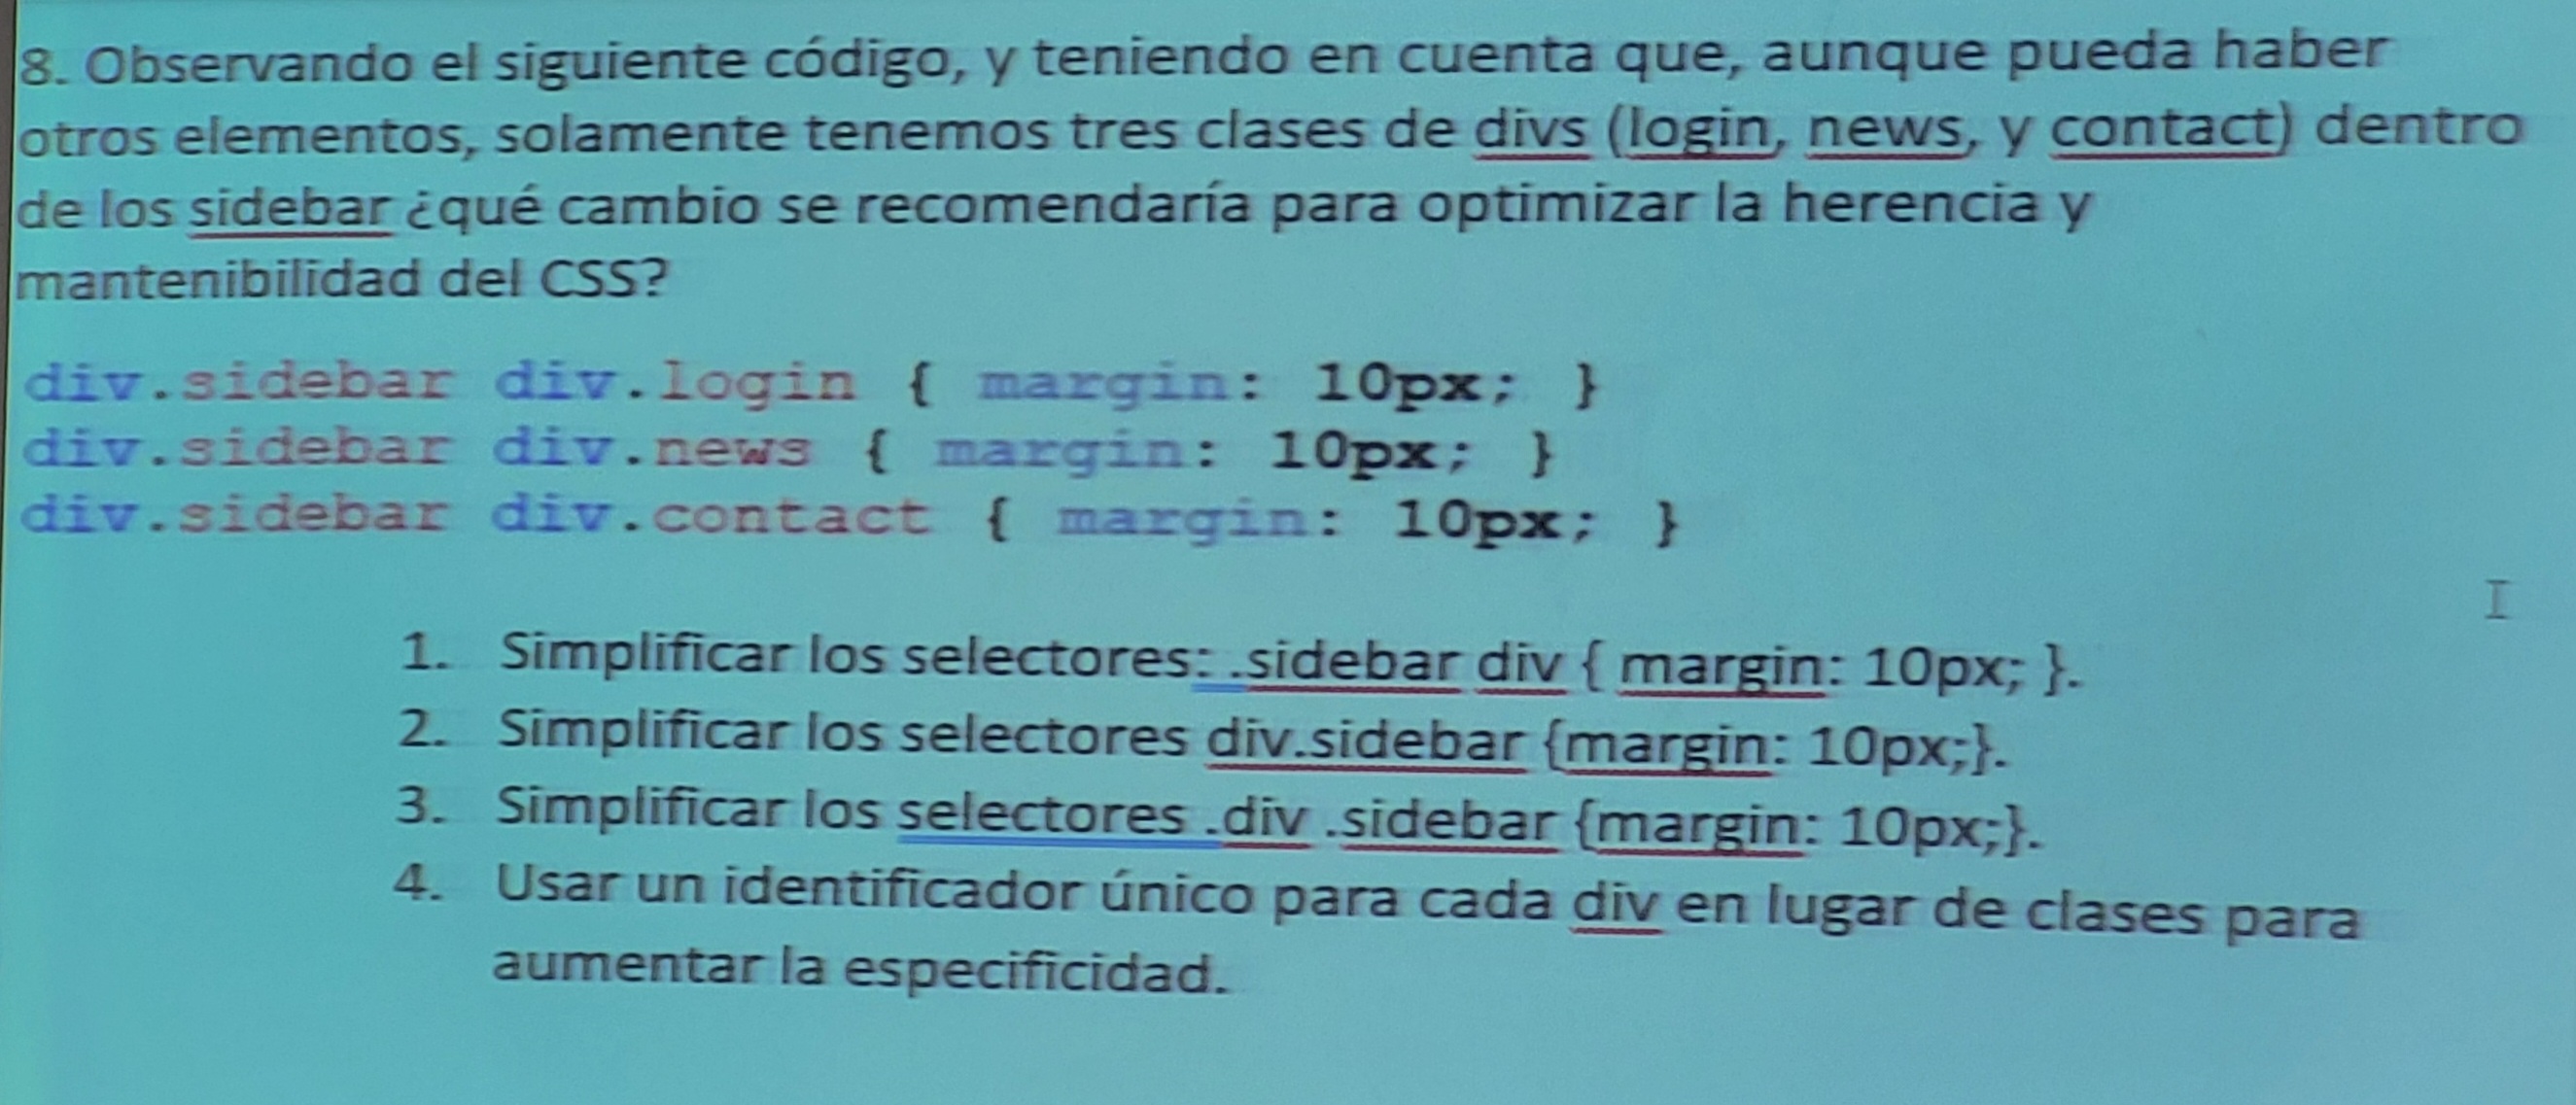 8. Observando el siguiente código, y teniendo en cuenta que, aunque pueda haber
otros elementos, solamente tenemos tres clases de divs (login, news, y contact) dentro
de los sidebar ¿qué cambio se recomendaría para optimizar la herencia y
mantenibilidad del CSS?
div.sidebar div.login { margin: 10px; }
div.sidebar div.news { margin: 10px; }
div.sidebar div.contact { margin: 10px; }
1. Simplificar los selectores: .sidebar div { margin: 10px; }.
2. Simplificar los selectores div.sidebar {margin: 10px;}.
3. Simplificar los selectores .div .sidebar {margin: 10px;}.
4. Usar un identificador único para cada div en lugar de clases para
aumentar la especificidad.